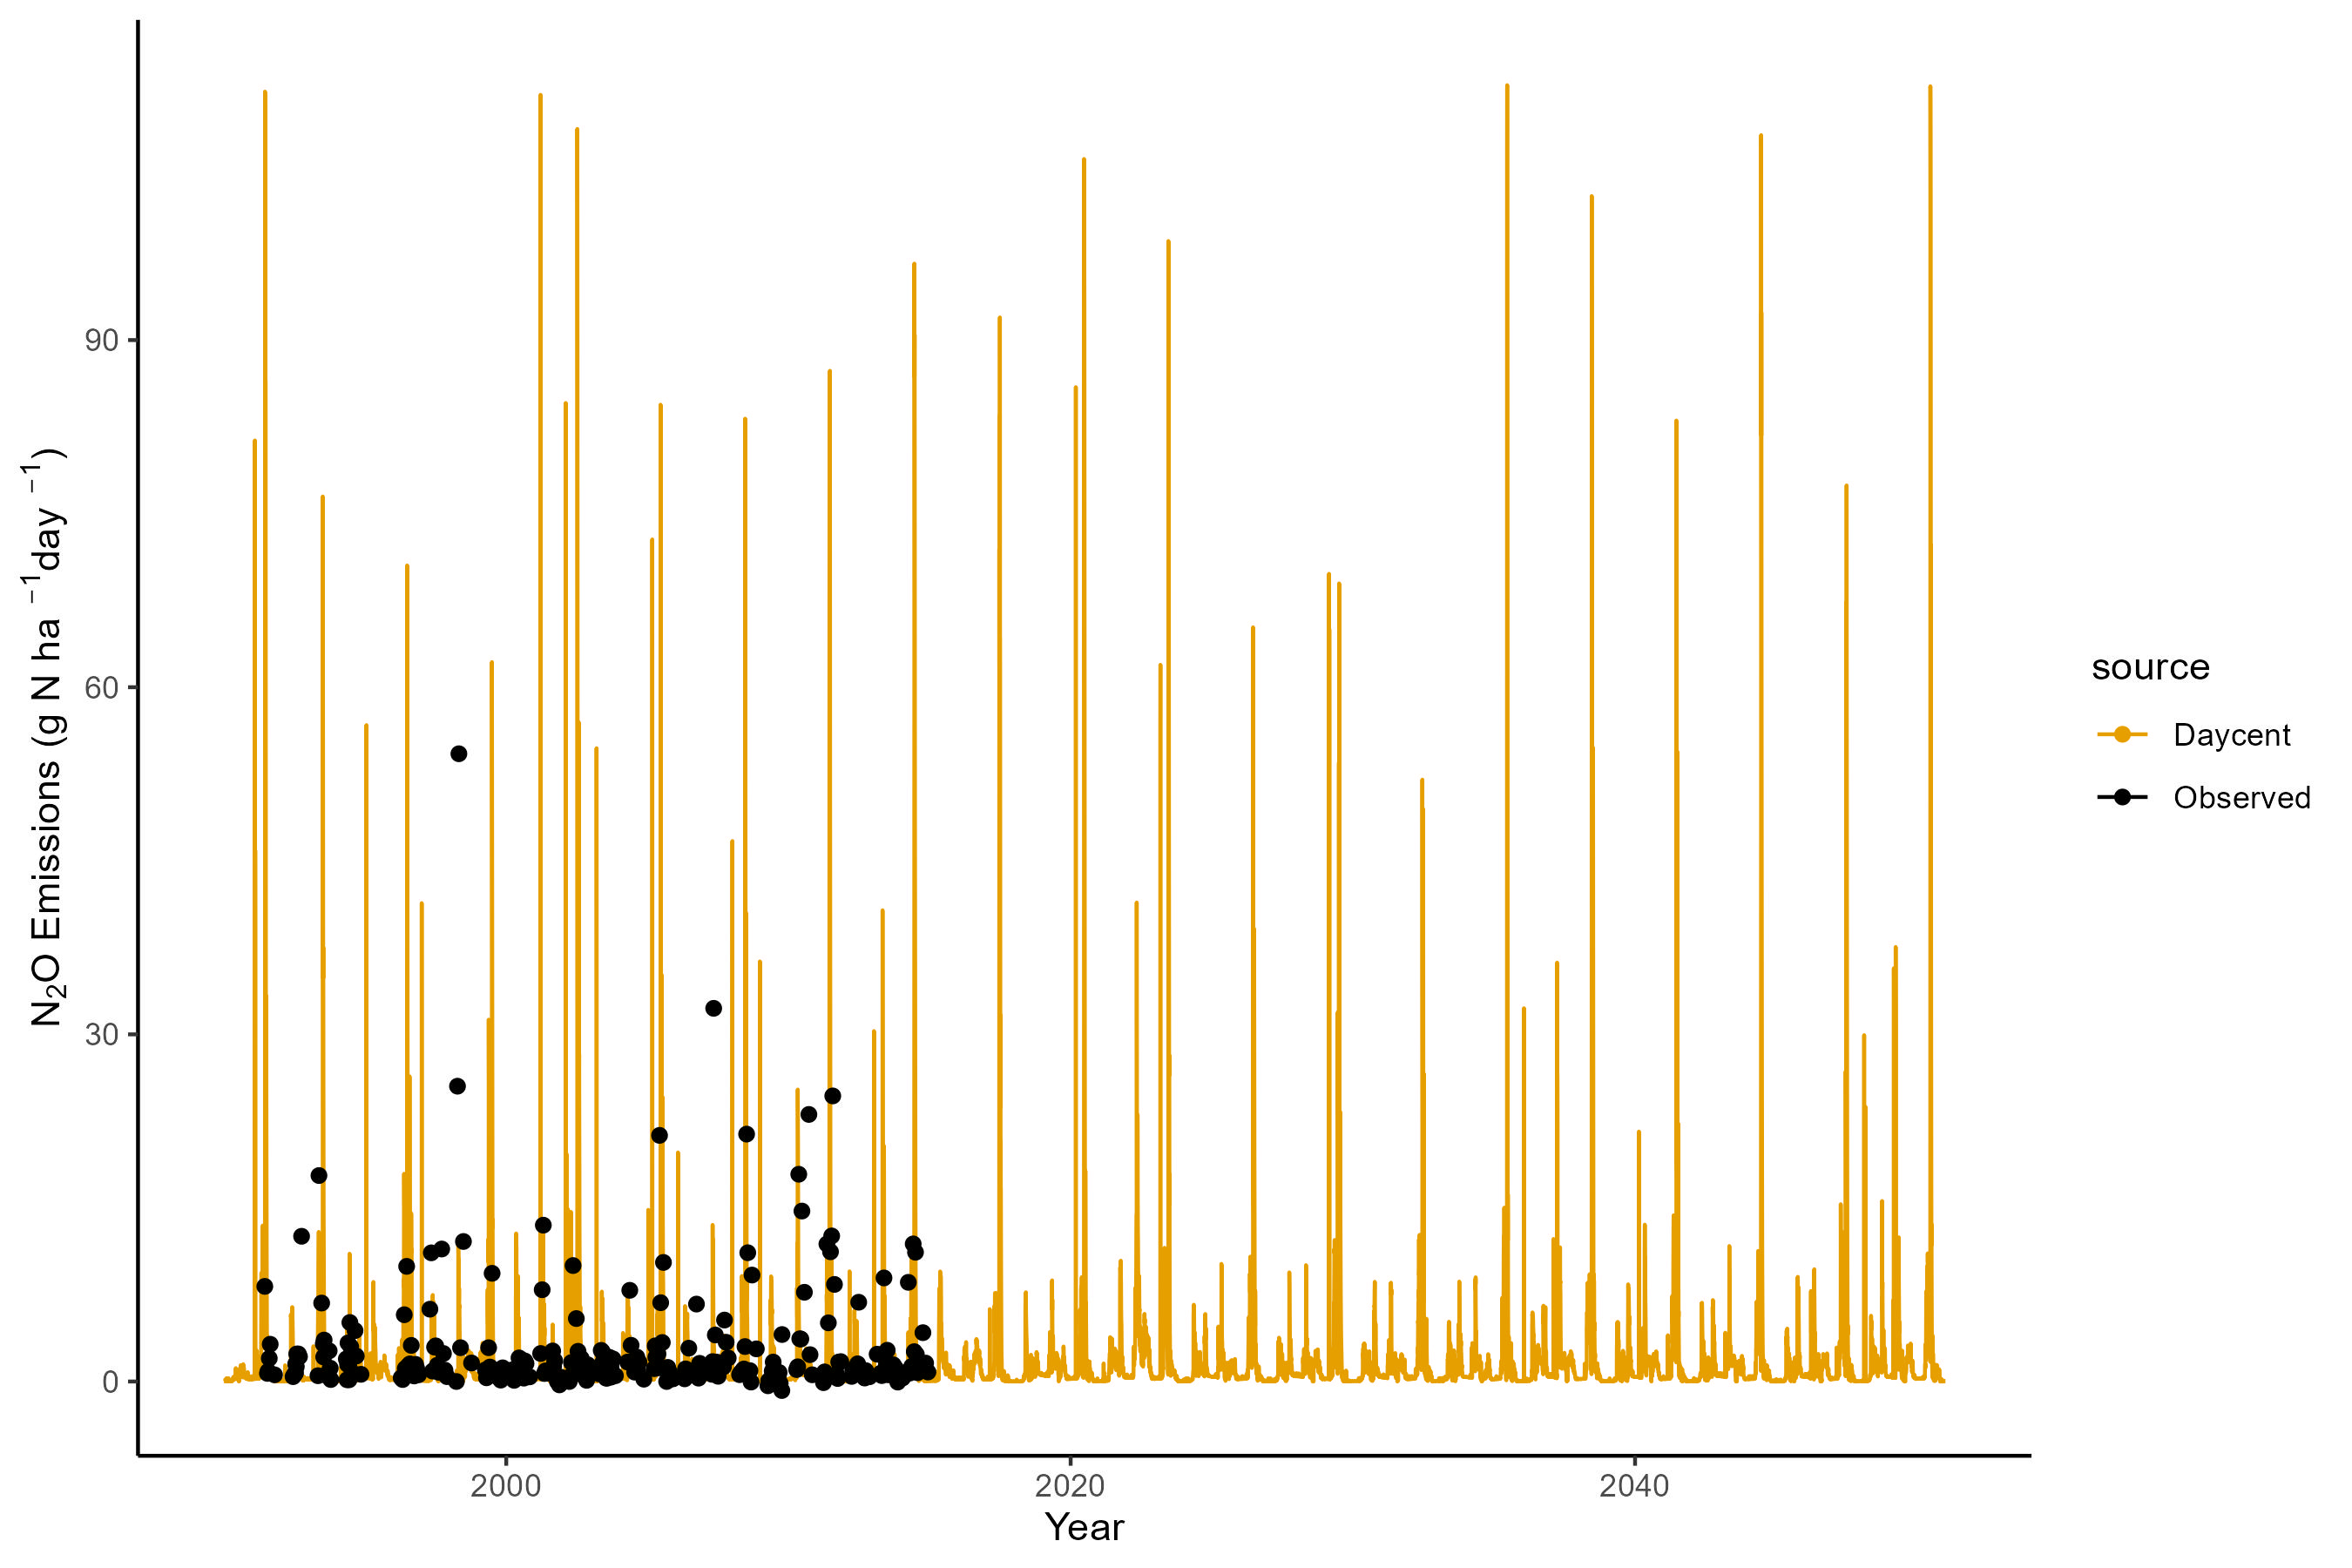 N₂O Emissions (g N ha ⁻¹day ⁻¹)
90
60
30
0
2000
2020
2040
Year
source
Daycent
Observed